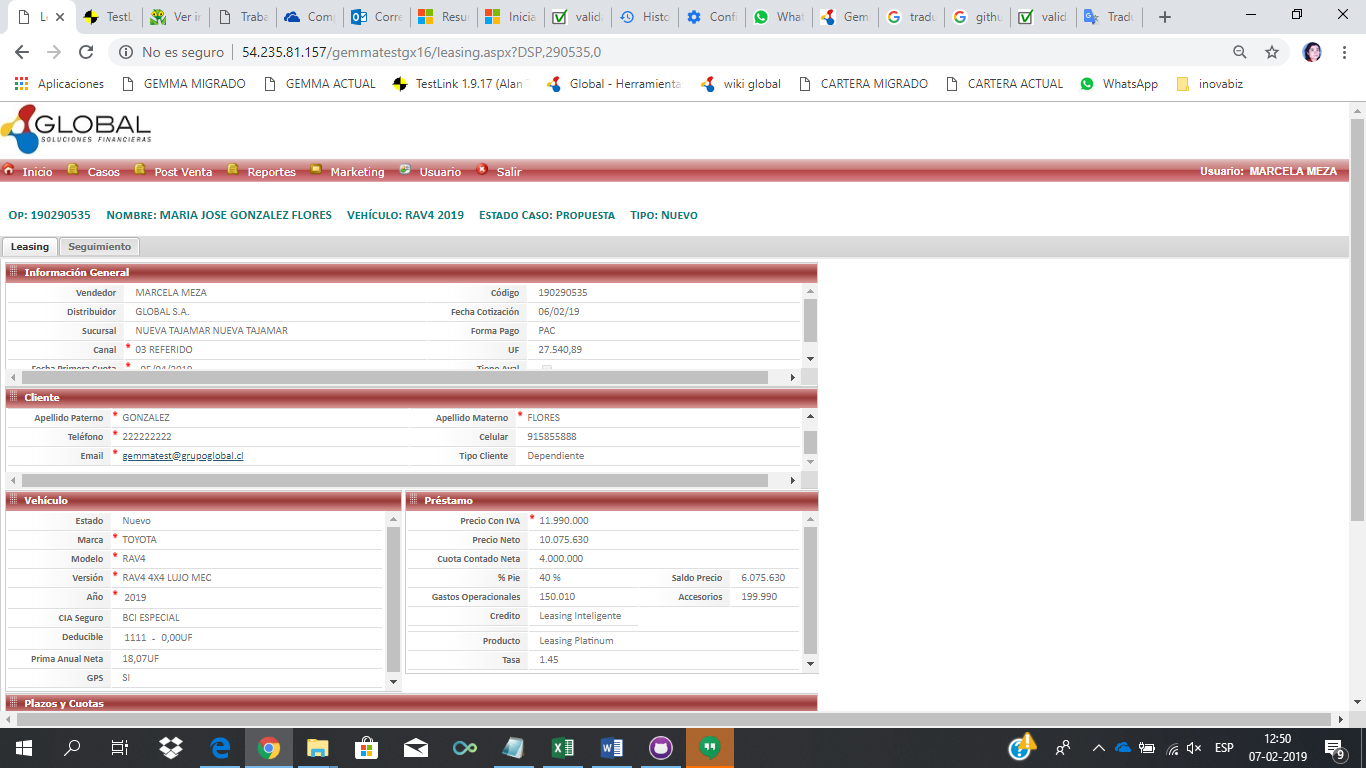 Le
TestL
Ver ir
Traba
Com
Corre
Resu
Inicia
valida
Histo
Confi
What
Gem
tradu
githu
valid
Tradu
No es seguro
54.235.81.157/gemmatestgx16/leasing.aspx?DSP,290535,0
Aplicaciones GEMMA MIGRADO GEMMA ACTUAL TestLink 1.9.17 (Alan Global - Herramienta wiki global CARTERA MIGRADO CARTERA ACTUAL WhatsApp inovabiz
GLOBAL
SOLUCIONES FINANCIERAS
Inicio Casos Post Venta Reportes Marketing Usuario Salir Usuario: MARCELA MEZA
OP: 190290535 NOMBRE: MARIA JOSE GONZALEZ FLORES VEHÍCULO: RAV4 2019 ESTADO CASO: PROPUESTA TIPO: NUEVO
Leasing Seguimiento
Información General
Vendedor MARCELA MEZA Código 190290535
Distribuidor GLOBAL S.A. Fecha Cotización 06/02/19
Sucursal NUEVA TAJAMAR NUEVA TAJAMAR Forma Pago PAC
Canal * 03 REFERIDO UF 27.540,89
Fecha Primera Cuota * 05/04/2019 Tiene Aval
Cliente
Apellido Paterno * GONZALEZ Apellido Materno * FLORES
Teléfono * 222222222 Celular 915855888
Email * gemmatest@grupoglobal.cl Tipo Cliente Dependiente
Vehículo
Estado Nuevo
Marca * TOYOTA
Modelo * RAV4
Versión * RAV4 4X4 LUJO MEC
Año * 2019
CIA Seguro BCI ESPECIAL
Deducible 1111 - 0,00UF
Prima Anual Neta 18,07UF
GPS SI
Préstamo
Precio Con IVA * 11.990.000
Precio Neto 10.075.630
Cuota Contado Neta 4.000.000
% Pie 40 % Saldo Precio 6.075.630
Gastos Operacionales 150.010 Accesorios 199.990
Credito Leasing Inteligente
Producto Leasing Platinum
Tasa 1.45
Plazos y Cuotas
ESP
12:50
07-02-2019
9